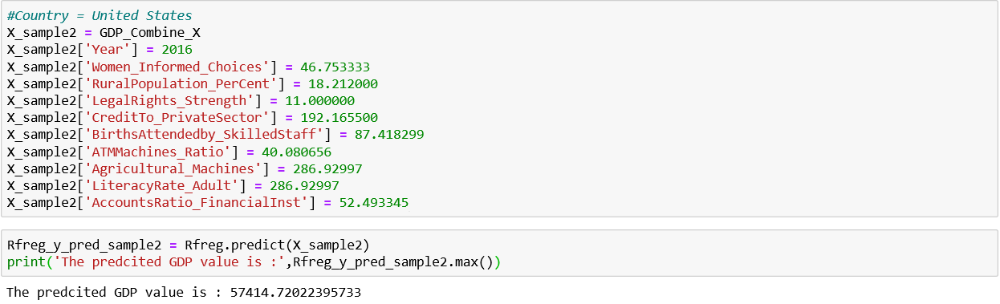 #Country = United States
X_sample2 = GDP_Combine_X
X_sample2['Year'] = 2016
X_sample2['Women_Informed_Choices'] = 46.753333
X_sample2['RuralPopulation_PerCent'] = 18.212000
X_sample2['LegalRights_Strength'] = 11.000000
X_sample2['CreditTo_PrivateSector'] = 192.165500
X_sample2['BirthsAttendedby_SkilledStaff'] = 87.418299
X_sample2['ATMMachines_Ratio'] = 40.080656
X_sample2['Agricultural_Machines'] = 286.92997
X_sample2['LiteracyRate_Adult'] = 286.92997
X_sample2['AccountsRatio_FinancialInst'] = 52.493345
Rfreg_y_pred_sample2 = Rfreg.predict(X_sample2)
print('The predcited GDP value is :',Rfreg_y_pred_sample2.max())
The predcited GDP value is : 57414.72022395733